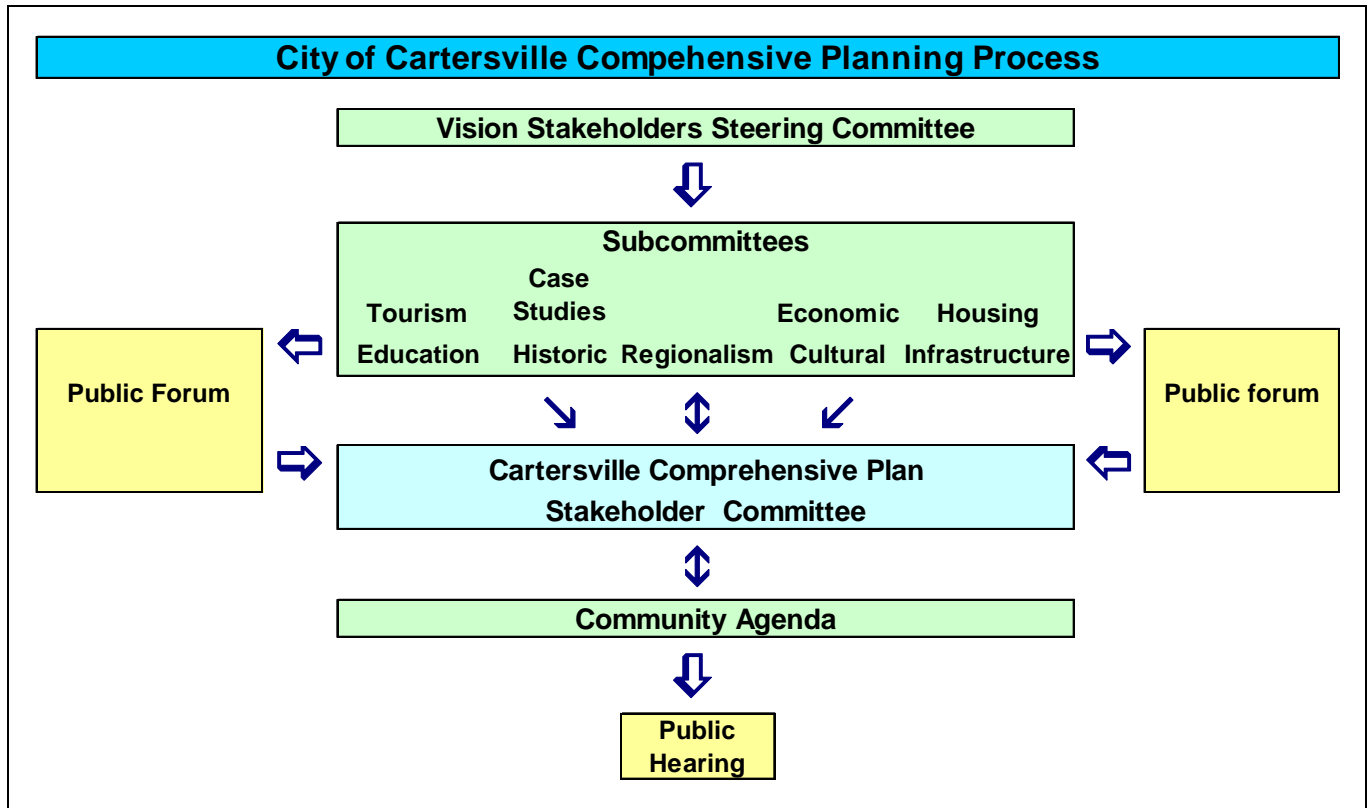 City of Cartersville Compehensive Planning Process
Vision Stakeholders Steering Committee
Subcommittees
Case
Tourism Studies Economic Housing
Education Historic Regionalism Cultural Infrastructure
Public Forum
Public forum
Cartersville Comprehensive Plan
Stakeholder Committee
Community Agenda
Public
Hearing